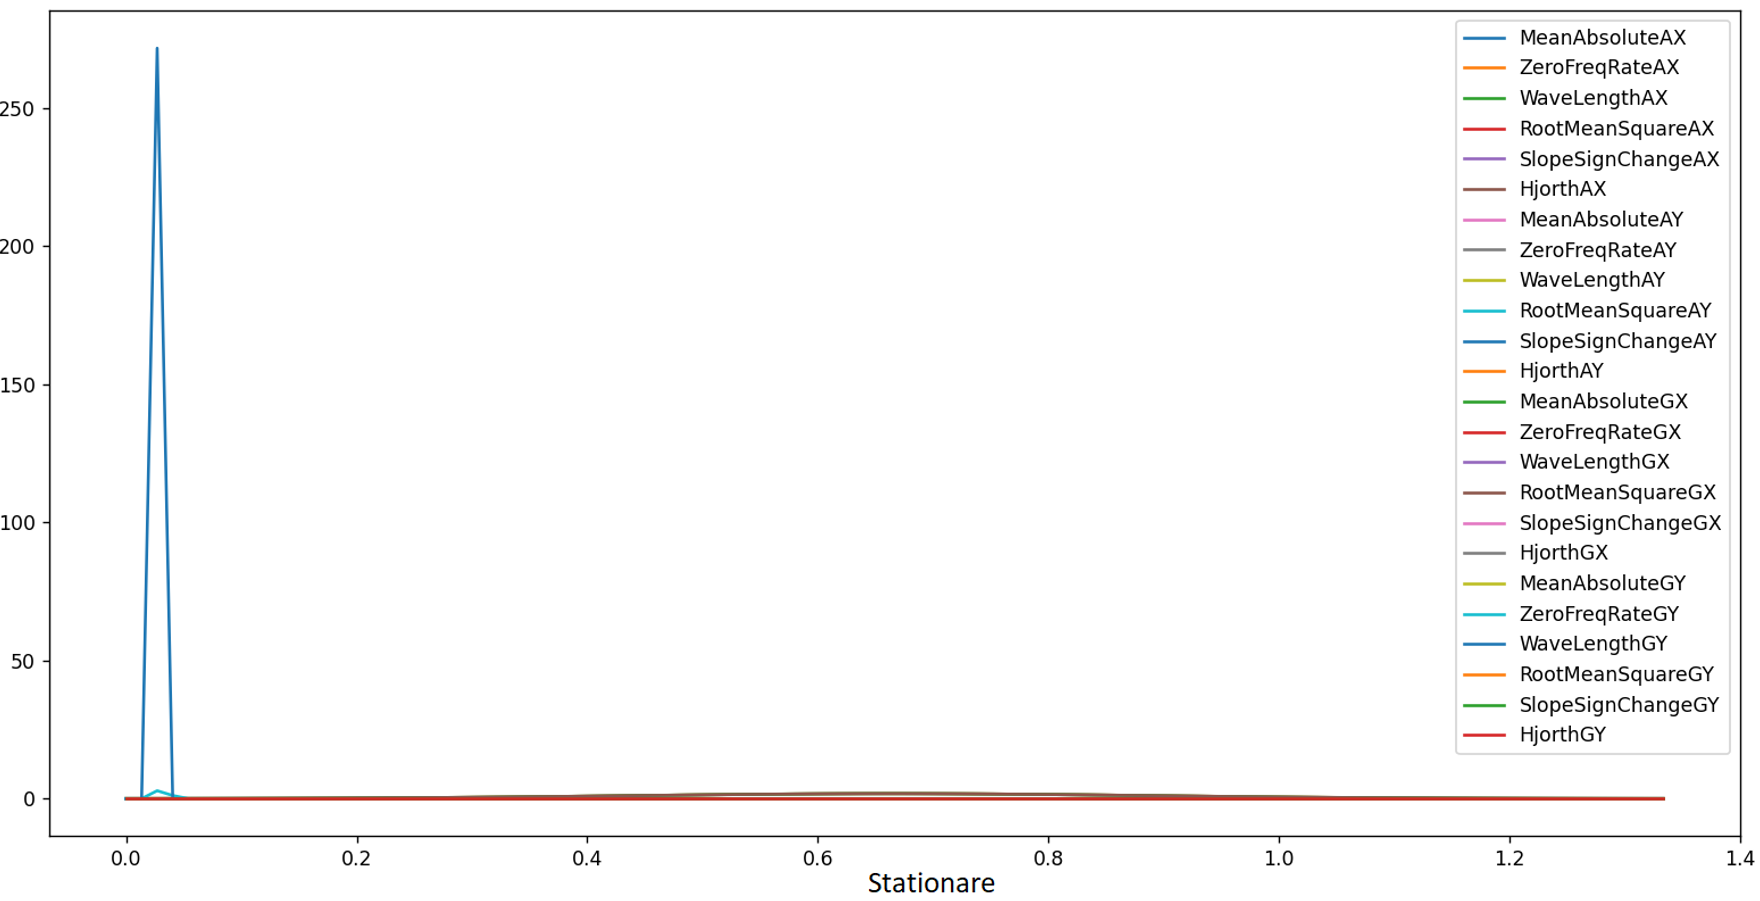 250
200
150
100
50
0
0.0 0.2 0.4 0.6 0.8 1.0 1.2 1.4
Stationare
MeanAbsoluteAX
ZeroFreqRateAX
WaveLengthAX
RootMeanSquareAX
SlopeSignChangeAX
HjorthAX
MeanAbsoluteAY
ZeroFreqRateAY
WaveLengthAY
RootMeanSquareAY
SlopeSignChangeAY
HjorthAY
MeanAbsoluteGX
ZeroFreqRateGX
WaveLengthGX
RootMeanSquareGX
SlopeSignChangeGX
HjorthGX
MeanAbsoluteGY
ZeroFreqRateGY
WaveLengthGY
RootMeanSquareGY
SlopeSignChangeGY
HjorthGY